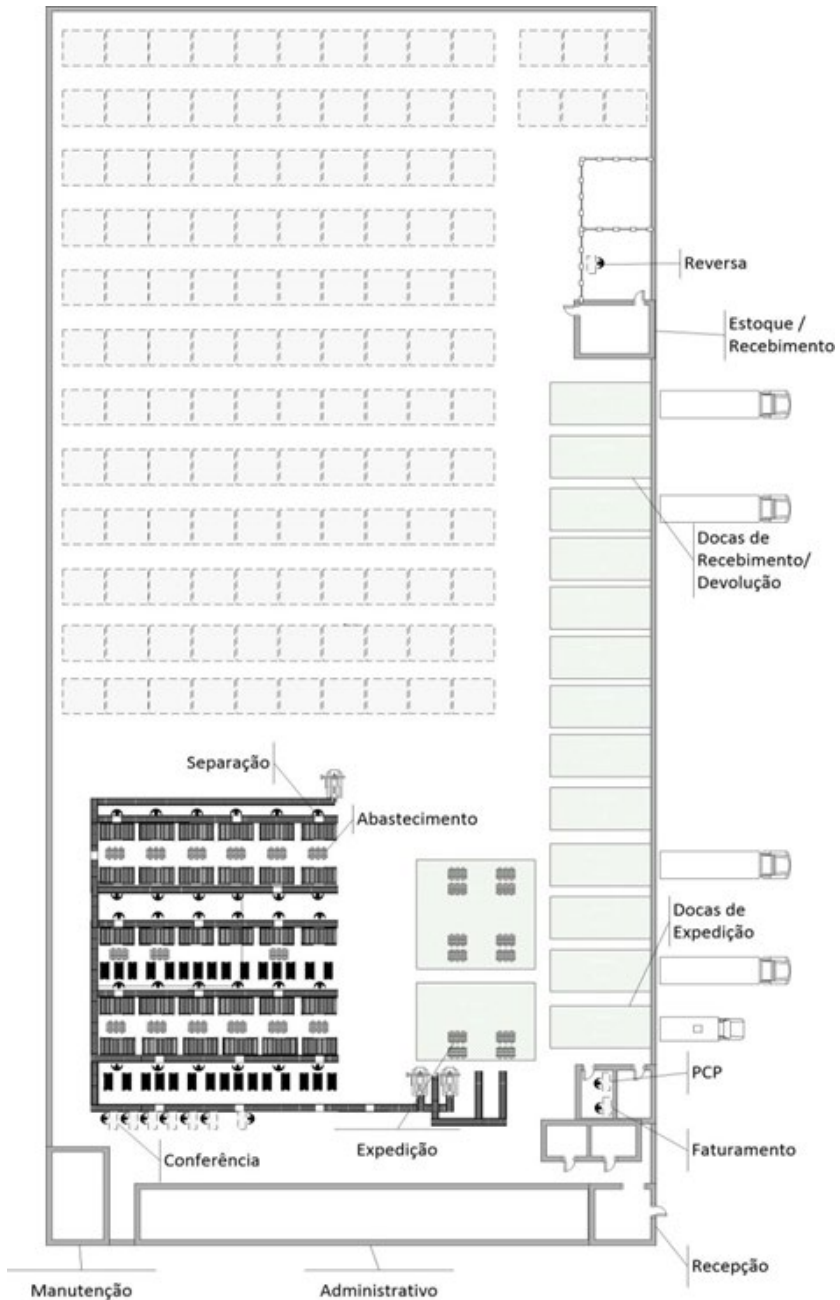 Reversa
Estoque /
Recebimento
Docas de
Recebimento/
Devolução
Separação
Abastecimento
Docas de
Expedição
PCP
Expedição
Faturamento
Conferência
Recepção
Manutenção
Administrativo